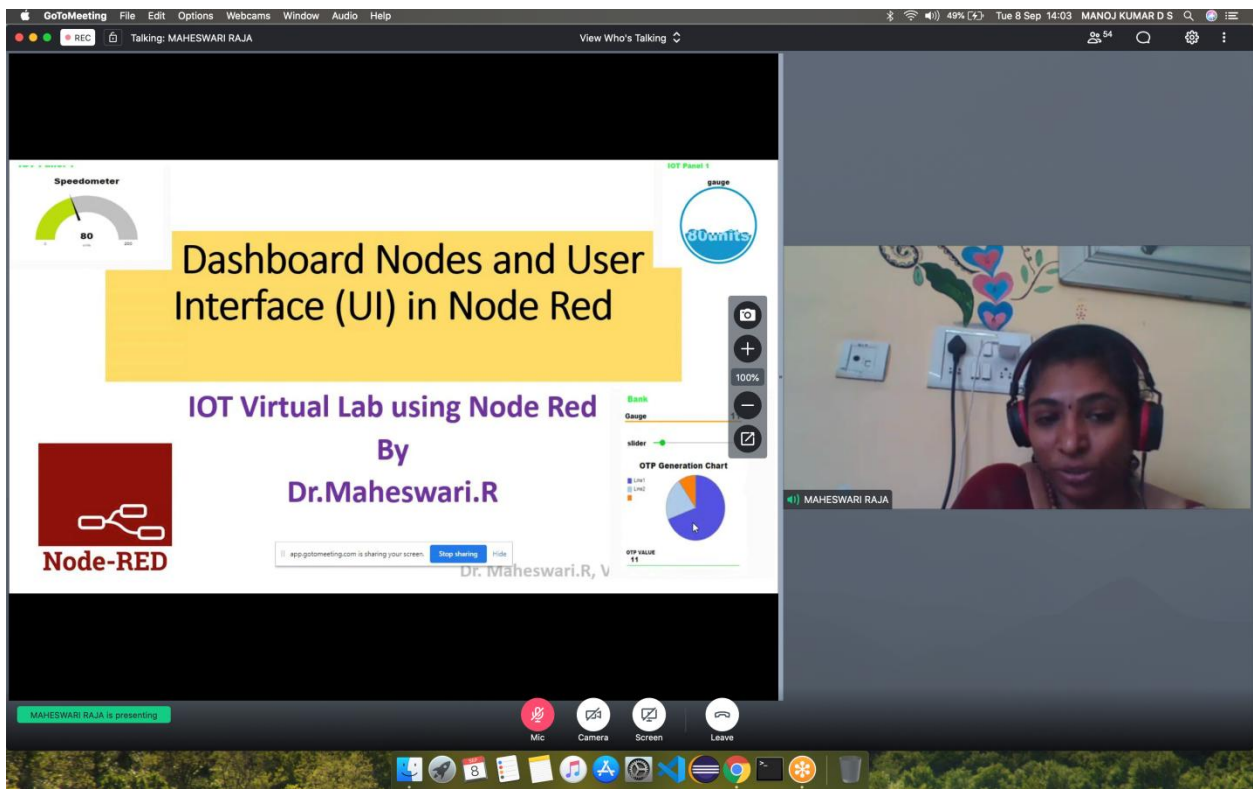 GoToMeeting File Edit Options Webcams Window Audio Help
49% Tue 8 Sep 14:03 MANOJ KUMAR D S
REC Talking: MAHESWARI RAJA
View Who's Talking
54
Speedometer
80
IOT Panel 1
gauge
80units
Dashboard Nodes and User
Interface (UI) in Node Red
100%
IOT Virtual Lab using Node Red
By
Dr.Maheswari.R
Node-RED
Bank
Gauge
slider
OTP Generation Chart
Line1
Line2
OTP VALUE
11
app.gotomeeting.com is sharing your screen. Stop sharing Hide
Dr. Maheswari.R, V
MAHESWARI RAJA
MAHESWARI RAJA is presenting
Mic Camera Screen Leave
SEP
8